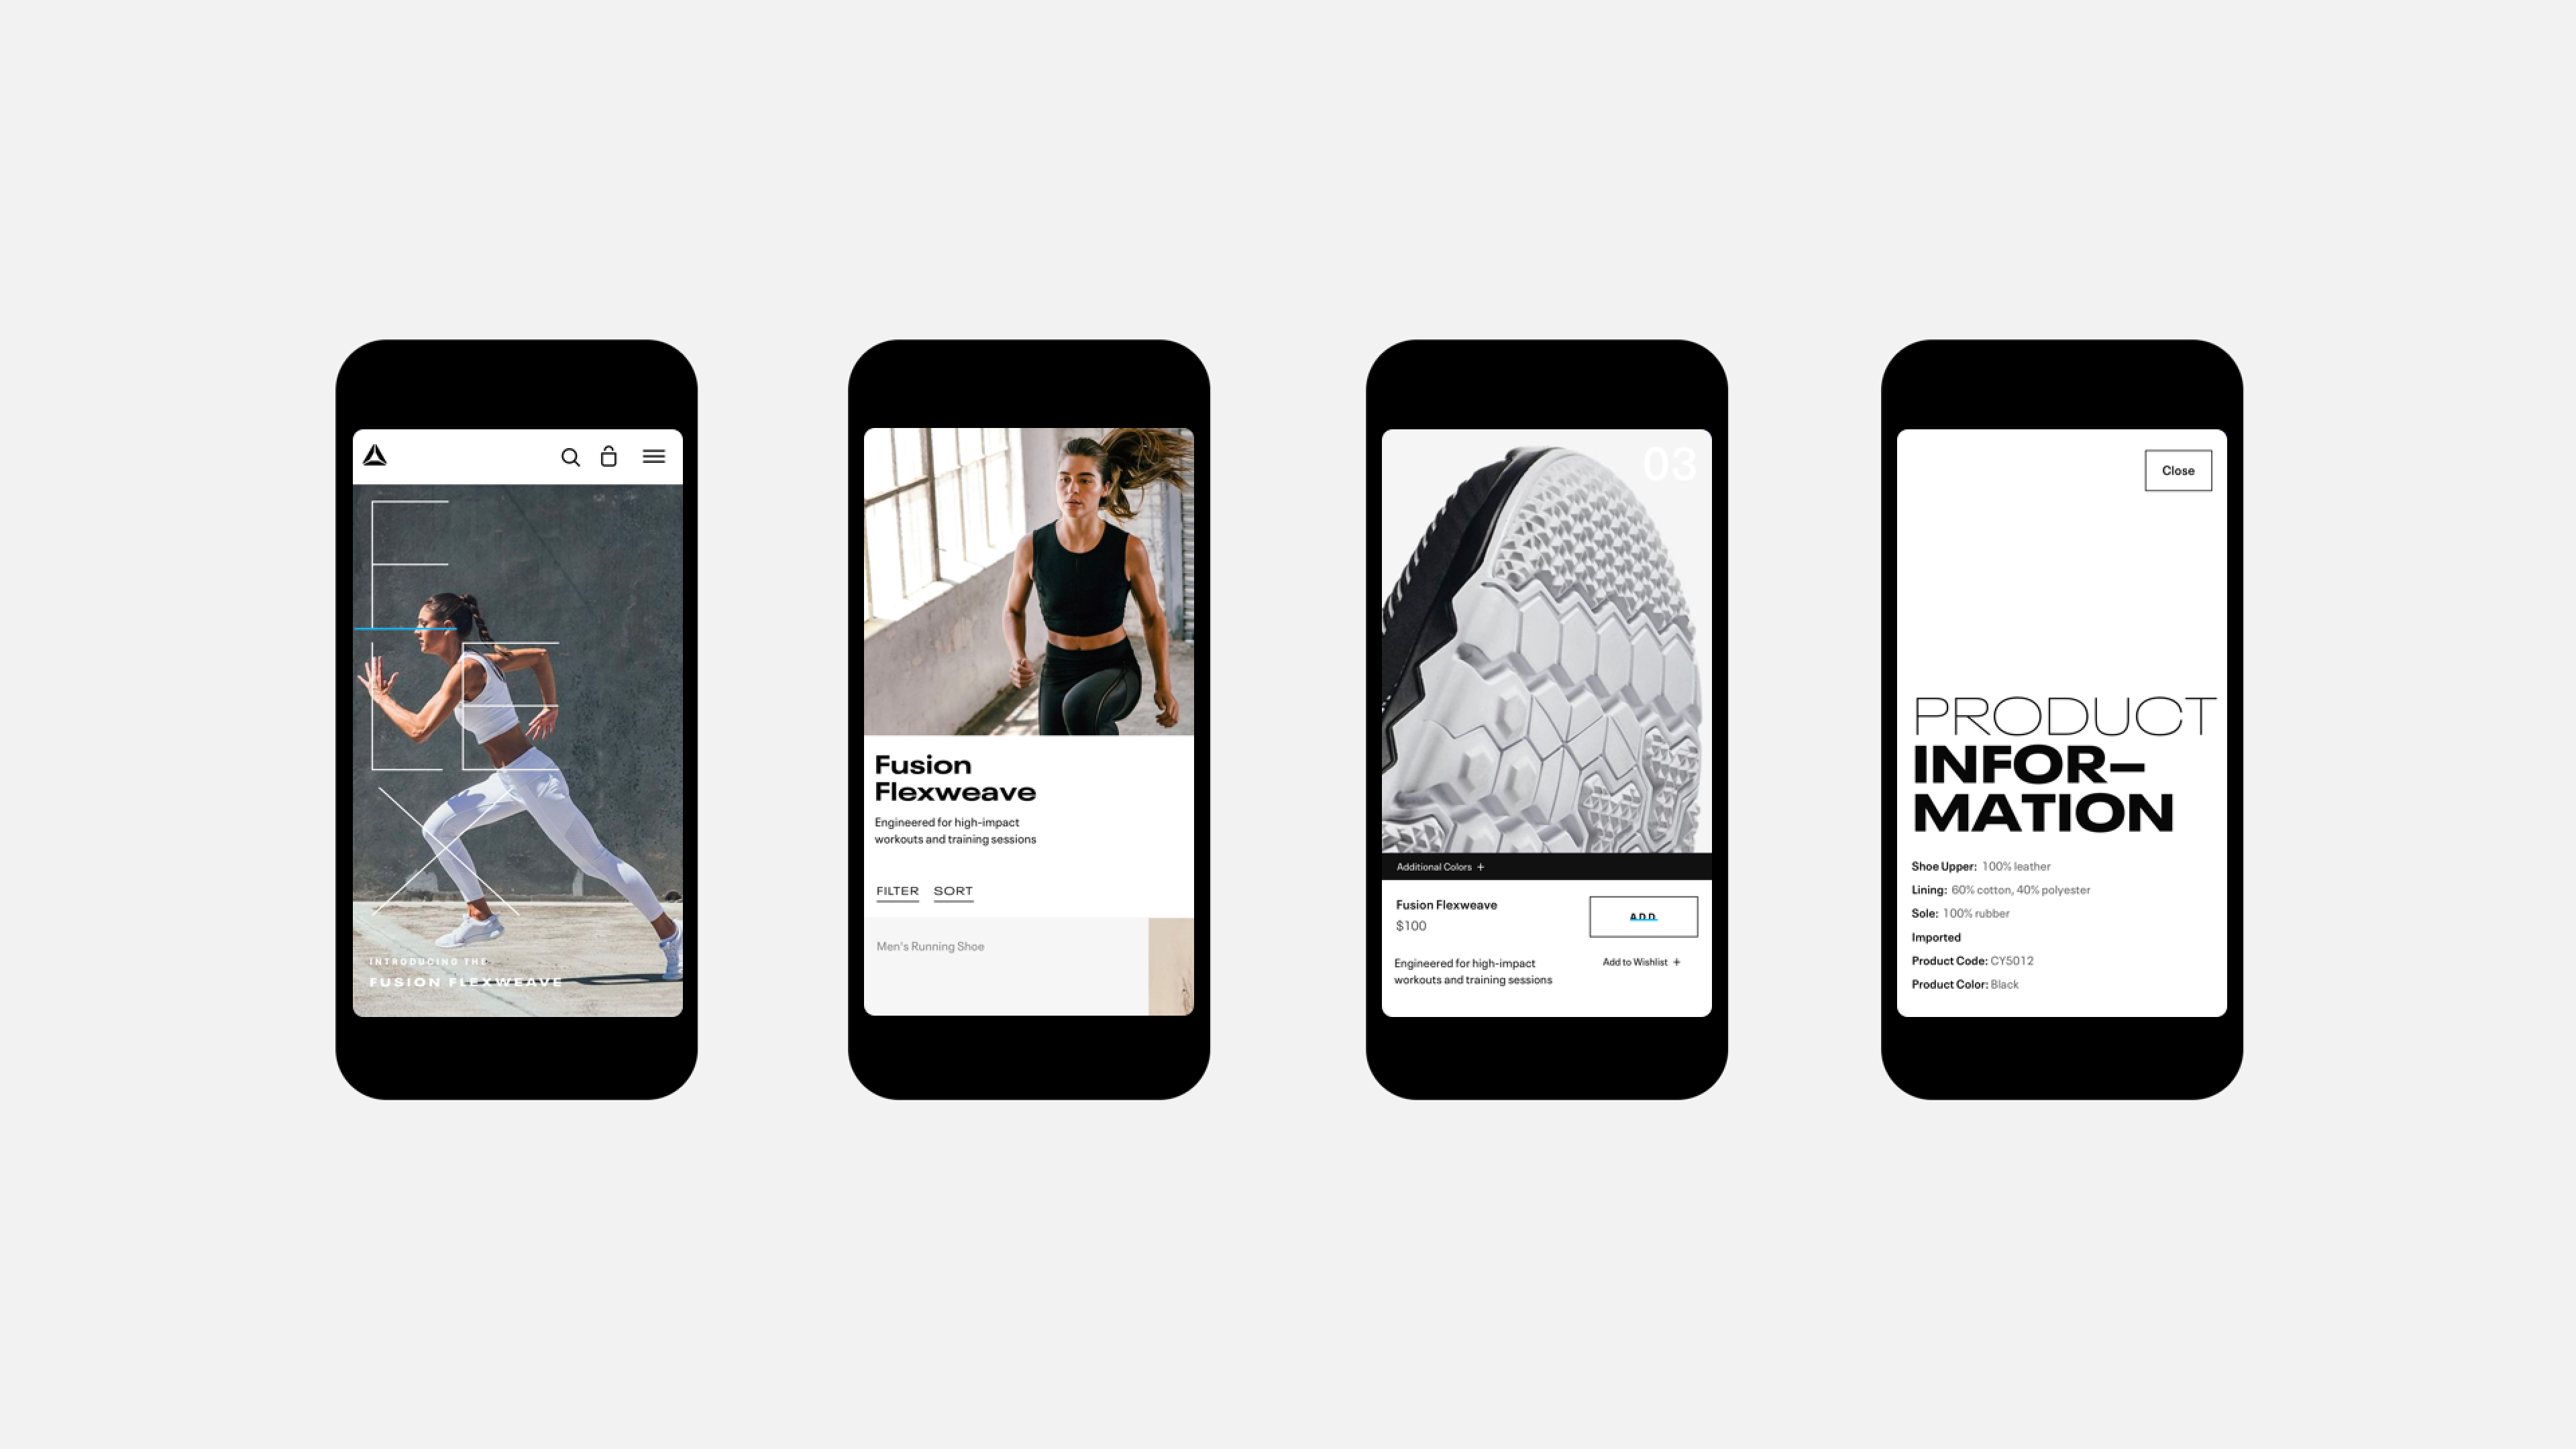 F
LE
X
INTRODUCING THE
FUSION FLEXWEAVE
Fusion
Flexweave
Engineered for high-impact
workouts and training sessions
FILTER SORT
Men's Running Shoe
03
Additional Colors +
Fusion Flexweave
$100
ADD
Engineered for high-impact
workouts and training sessions
Add to Wishlist +
Close
PRODUCT
INFOR–
MATION
Shoe Upper: 100% leather
Lining: 60% cotton, 40% polyester
Sole: 100% rubber
Imported
Product Code: CY5012
Product Color: Black